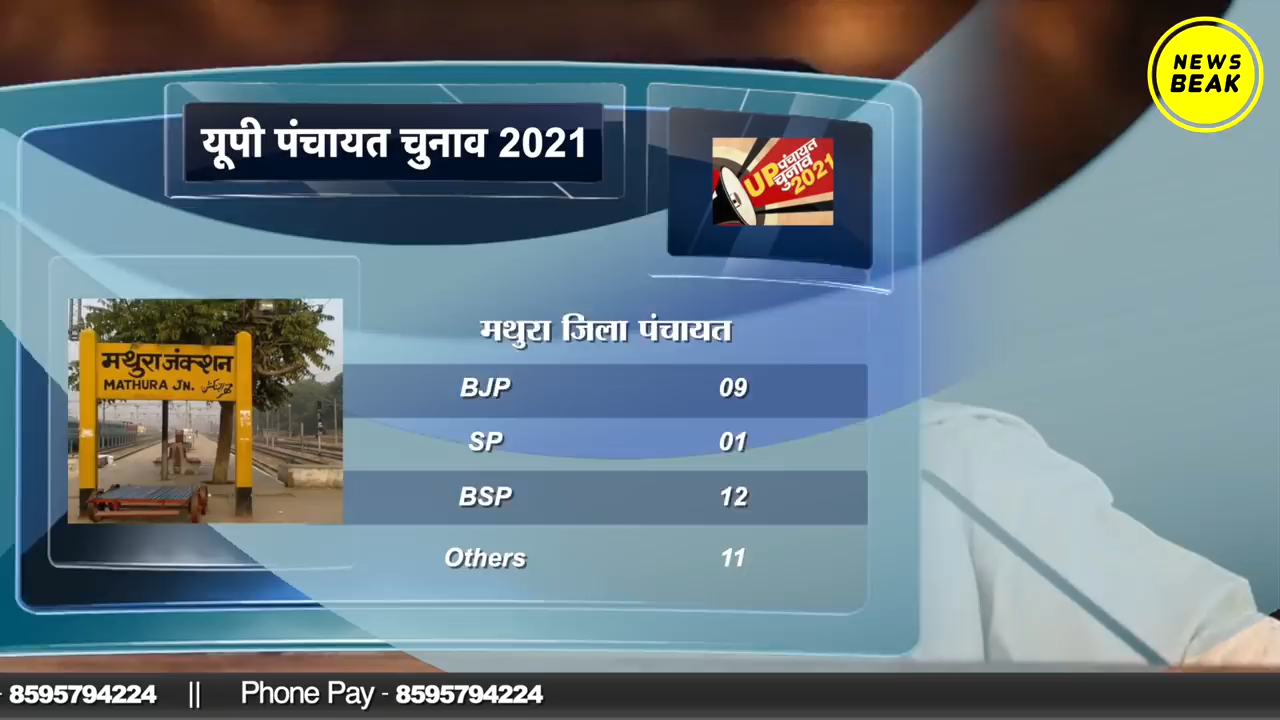 NEWS
BEAK
यूपी पंचायत चुनाव 2021
UP पंचायत
चुनाव
2021
मथुरा जंक्शन
MATHURA JN.
मथुरा जिला पंचायत
BJP 09
SP 01
BSP 12
Others 11
- 8595794224 || Phone Pay - 8595794224